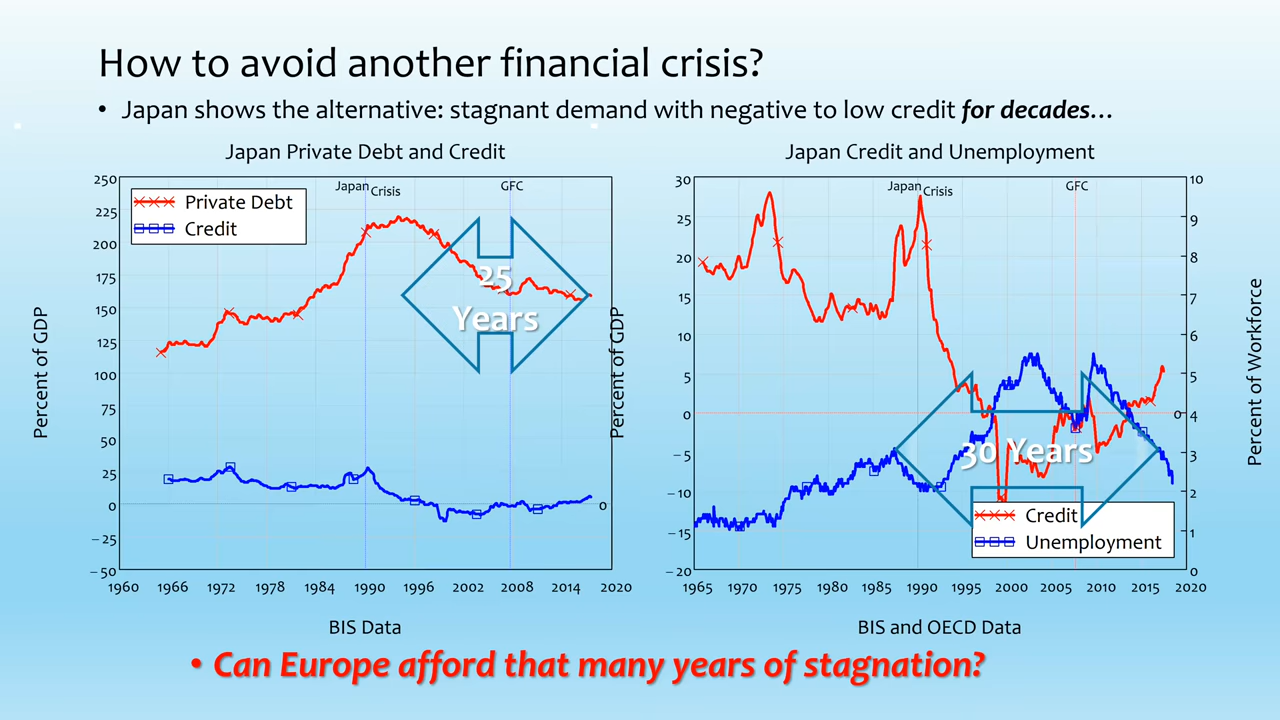 How to avoid another financial crisis?
• Japan shows the alternative: stagnant demand with negative to low credit for decades…
Japan Private Debt and Credit
250
225
200
175
150
125
100
75
50
25
0
−25
−50
Percent of GDP
Japan Crisis
GFC
Private Debt
Credit
25
Years
0
1960 1966 1972 1978 1984 1990 1996 2002 2008 2014 2020
BIS Data
Japan Credit and Unemployment
30
25
20
15
10
5
0
−5
−10
−15
−20
Percent of GDP
Japan Crisis
GFC
30 Years
0
Credit
Unemployment
10
9
8
7
6
5
4
3
2
1
0
Percent of Workforce
1965 1970 1975 1980 1985 1990 1995 2000 2005 2010 2015 2020
BIS and OECD Data
• Can Europe afford that many years of stagnation?